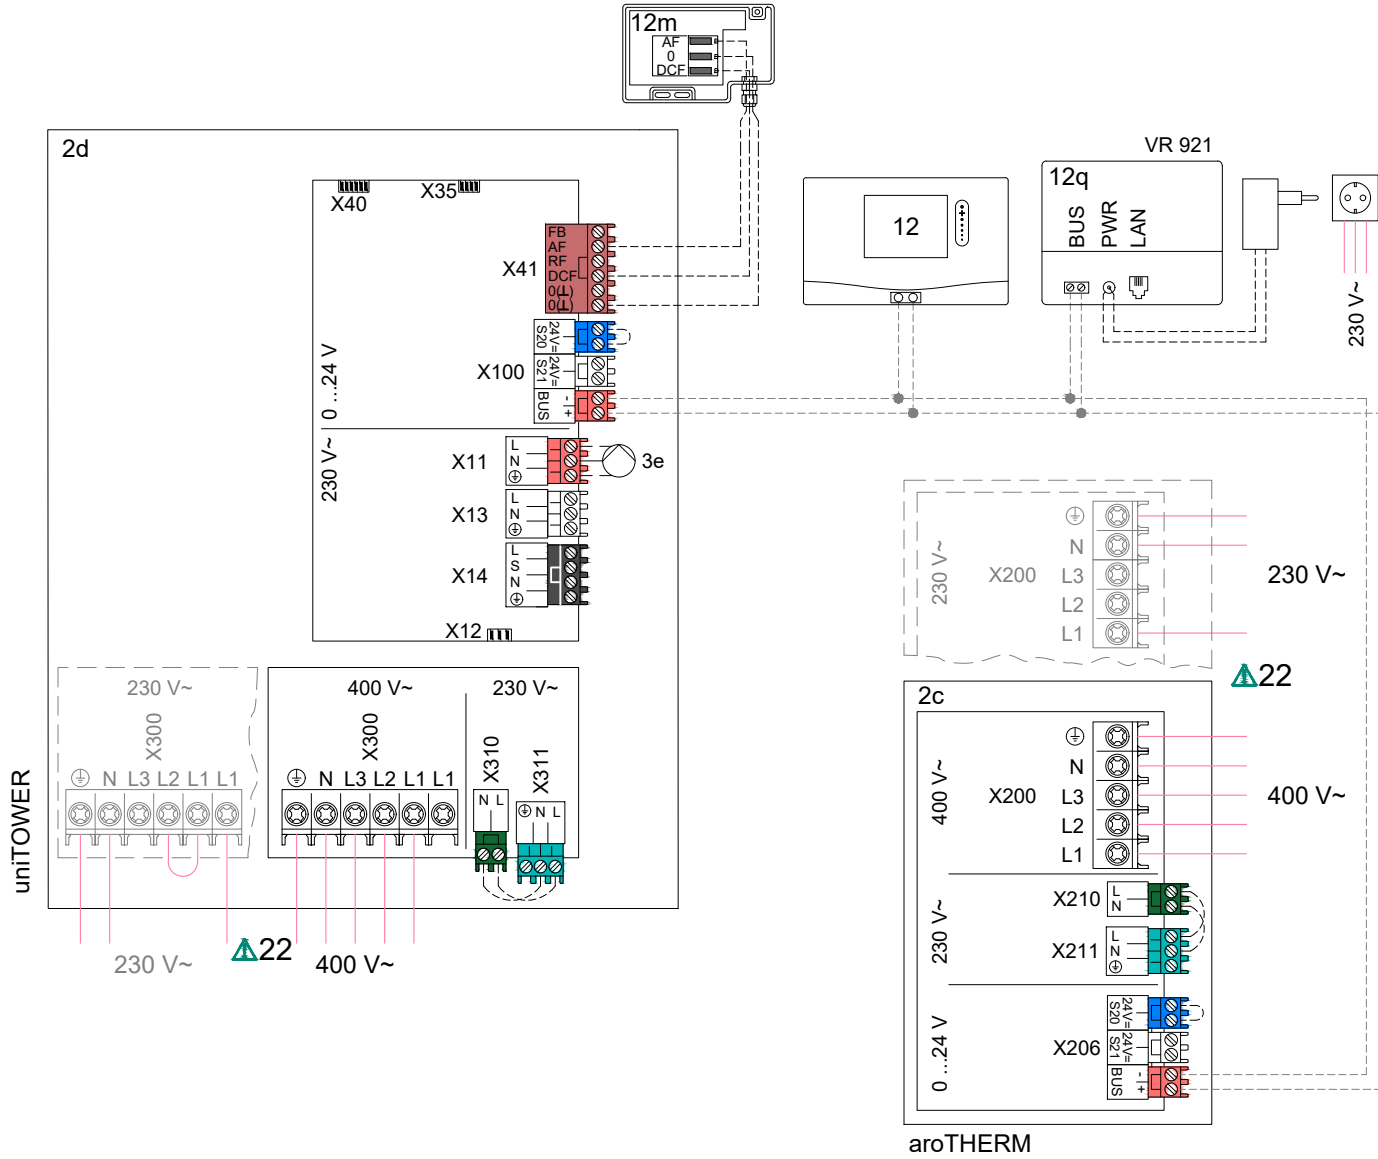 12m
AF
0
DCF
2d
X40
X35
FB
AF
RF
DCF
0(⊥)
0(⊥)
X41
24V=
S20
24V=
S21
BUS
-
+
X100
0 ...24 V
230 V~
X11
L
N
3e
X13
L
N
X14
L
S
N
X12
230 V~
X300
N L3 L2 L1 L1
400 V~
X300
N L3 L2 L1 L1
230 V~
X310
N L
X311
N L
uniTOWER
230 V~
22
400 V~
12
VR 921
12q
BUS
PWR
LAN
230 V~
230 V~
X200
N
L3
L2
L1
230 V~
22
2c
400 V~
X200
N
L3
L2
L1
400 V~
230 V~
X210
L
N
X211
L
N
0 ...24 V
X206
24V=
S20
24V=
S21
BUS
-
+
aroTHERM